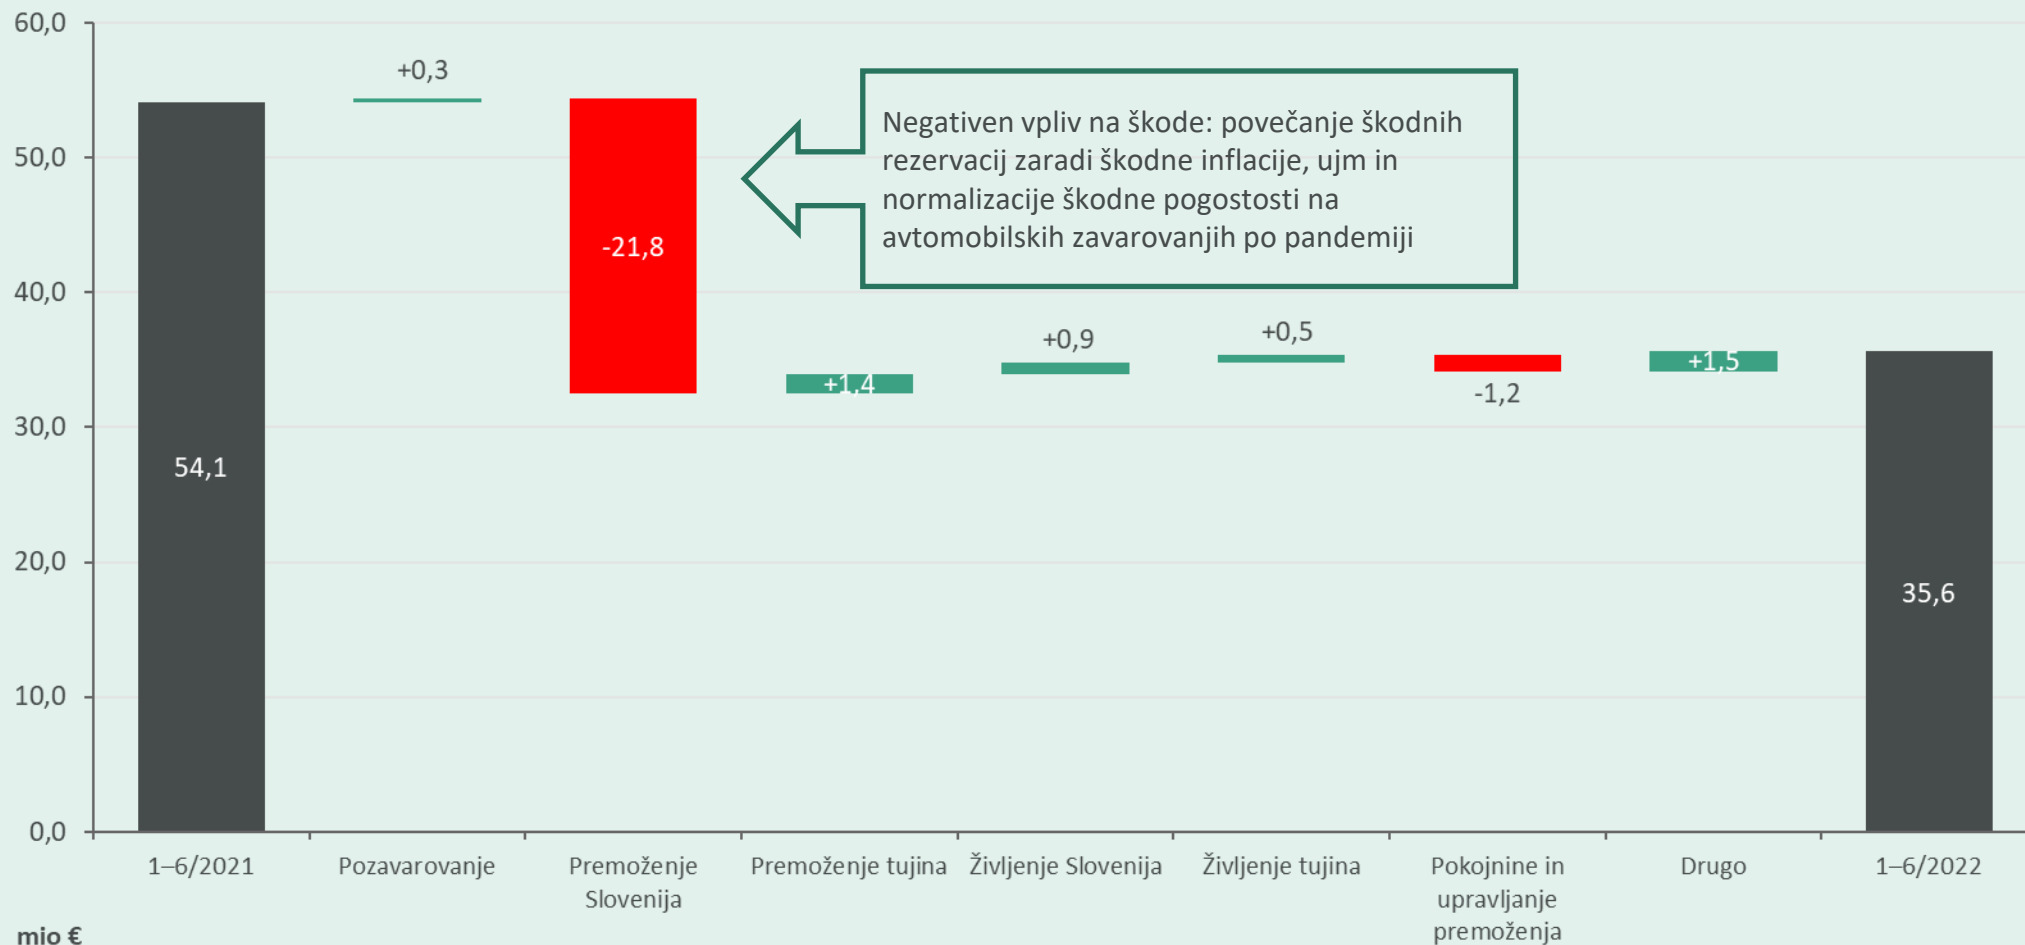 60,0
50,0
40,0
30,0
20,0
10,0
0,0
54,1
+0,3
-21,8
Negativen vpliv na škode: povečanje škodnih
rezervacij zaradi škodne inflacije, ujm in
normalizacije škodne pogostosti na
avtomobilskih zavarovanjih po pandemiji
+1,4
+0,9
+0,5
-1,2
+1,5
35,6
1–6/2021
Pozavarovanje
Premoženje
Slovenija
Premoženje tujina
Življenje Slovenija
Življenje tujina
Pokojnine in
upravljanje
premoženja
Drugo
1–6/2022
mio €